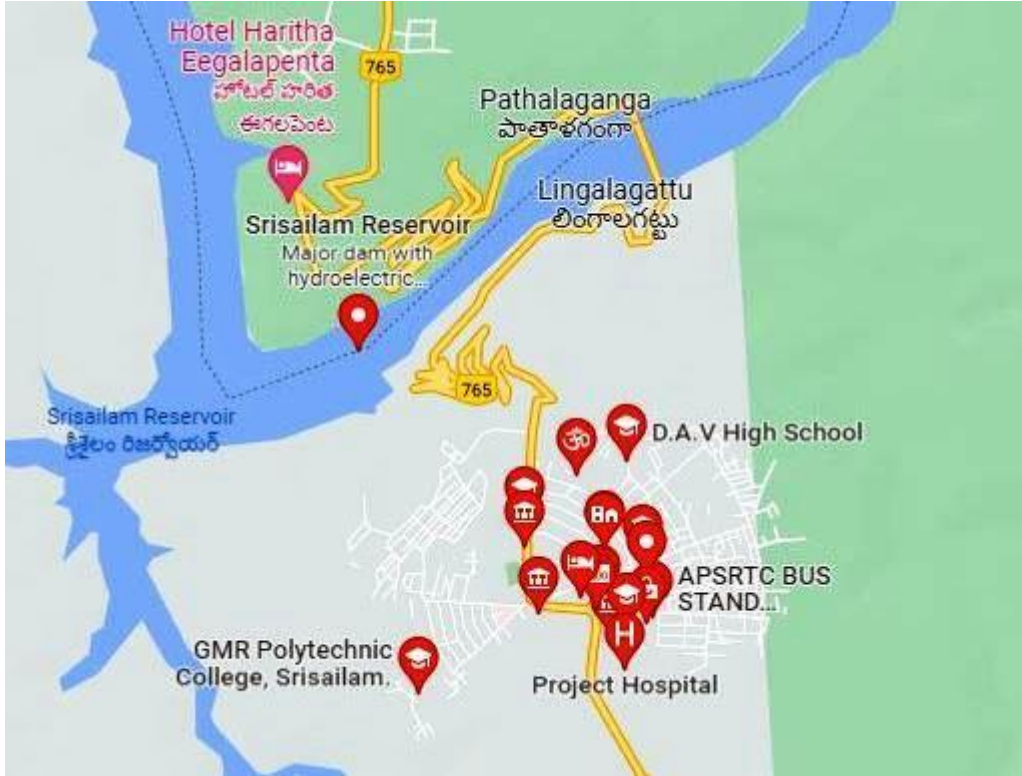 Hotel Haritha
Eegalapenta
హోటల్ హరిత
ఈగలపెంట
765
Pathalaganga
పాతాళగంగా
Lingalagattu
లింగాలగట్టు
Srisailam Reservoir
Major dam with
hydroelectric...
765
Srisailam Reservoir
శ్రీశైలం రిజర్వోయర్
D.A.V High School
APSRTC BUS
STAND...
GMR Polytechnic
College, Srisailam.
H
Project Hospital